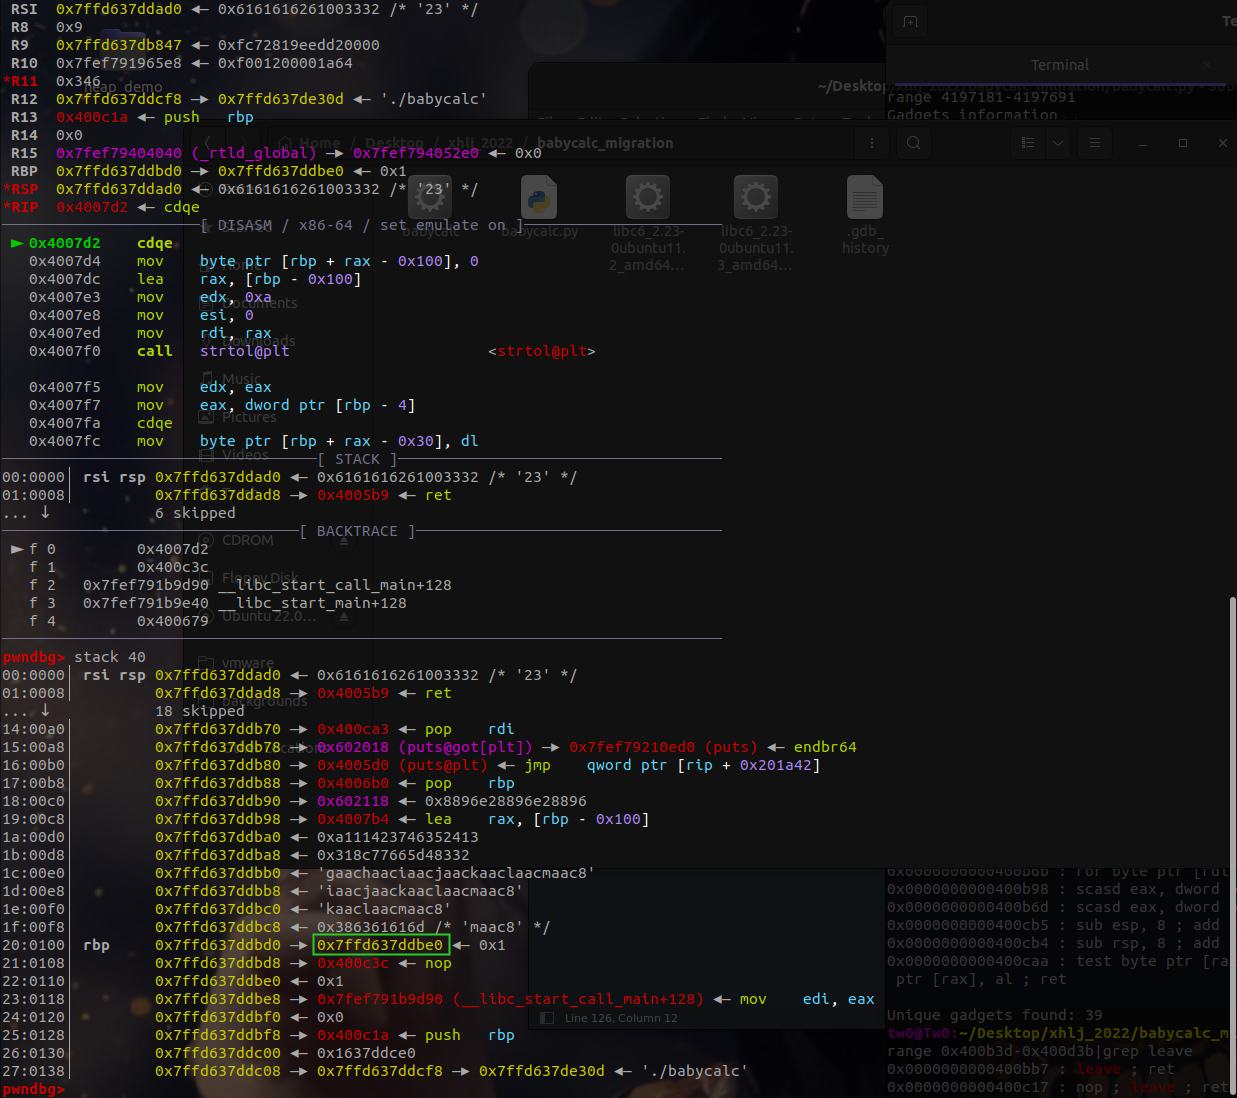 RSI 0x7ffd637ddad0 ◂— 0x6161616261003332 /* '23' */
R8 0x9
R9 0x7ffd637db847 ◂— 0xfc72819eedd20000
R10 0x7fef791965e8 ◂— 0xf001200001a64
*R11 0x346
R12 0x7ffd637ddcf8 —▸ 0x7ffd637de30d ◂— './babycalc'
R13 0x400c1a ◂— push rbp
R14 0x0
R15 0x7fef79404040 (_rtld_global) —▸ 0x7fef794052e0 ◂— 0x0
RBP 0x7ffd637ddbd0 —▸ 0x7ffd637ddbe0 ◂— 0x1
*RSP 0x7ffd637ddad0 ◂— 0x6161616261003332 /* '23' */
*RIP 0x4007d2 ◂— cdqe
[ DISASM / x86-64 / set emulate on ]
► 0x4007d2 cdqe
0x4007d4 mov byte ptr [rbp + rax - 0x100], 0
0x4007dc lea rax, [rbp - 0x100]
0x4007e3 mov edx, 0xa
0x4007e8 mov esi, 0
0x4007ed mov rdi, rax
0x4007f0 call strtol@plt <strtol@plt>
0x4007f5 mov edx, eax
0x4007f7 mov eax, dword ptr [rbp - 4]
0x4007fa cdqe
0x4007fc mov byte ptr [rbp + rax - 0x30], dl
[ STACK ]
00:0000│ rsi rsp 0x7ffd637ddad0 ◂— 0x6161616261003332 /* '23' */
01:0008│ 0x7ffd637ddad8 —▸ 0x4005b9 ◂— ret
... ↓ 6 skipped
[ BACKTRACE ]
► f 0 0x4007d2
f 1 0x400c3c
f 2 0x7fef791b9d90 __libc_start_call_main+128
f 3 0x7fef791b9e40 __libc_start_main+128
f 4 0x400679
pwndbg> stack 40
00:0000│ rsi rsp 0x7ffd637ddad0 ◂— 0x6161616261003332 /* '23' */
01:0008│ 0x7ffd637ddad8 —▸ 0x4005b9 ◂— ret
... ↓ 18 skipped
14:00a0│ 0x7ffd637ddb70 —▸ 0x400ca3 ◂— pop rdi
15:00a8│ 0x7ffd637ddb78 —▸ 0x602018 (puts@got[plt]) —▸ 0x7fef79210ed0 (puts) ◂— endbr64
16:00b0│ 0x7ffd637ddb80 —▸ 0x4005d0 (puts@plt) ◂— jmp qword ptr [rip + 0x201a42]
17:00b8│ 0x7ffd637ddb88 —▸ 0x4006b0 ◂— pop rbp
18:00c0│ 0x7ffd637ddb90 —▸ 0x602118 ◂— 0x8896e28896e28896
19:00c8│ 0x7ffd637ddb98 —▸ 0x4007b4 ◂— lea rax, [rbp - 0x100]
1a:00d0│ 0x7ffd637ddba0 ◂— 0xa111423746352413
1b:00d8│ 0x7ffd637ddba8 ◂— 0x318c77665d48332
1c:00e0│ 0x7ffd637ddbb0 ◂— 'gaachaaciaacjaackaaclaacmaac8'
1d:00e8│ 0x7ffd637ddbb8 ◂— 'iaacjaackaaclaacmaac8'
1e:00f0│ 0x7ffd637ddbc0 ◂— 'kaaclaacmaac8'
1f:00f8│ 0x7ffd637ddbc8 ◂— 0x386361616d /* 'maac8' */
20:0100│ rbp 0x7ffd637ddbd0 —▸ 0x7ffd637ddbe0 ◂— 0x1
21:0108│ 0x7ffd637ddbd8 —▸ 0x400c3c ◂— nop
22:0110│ 0x7ffd637ddbe0 ◂— 0x1
23:0118│ 0x7ffd637ddbe8 —▸ 0x7fef791b9d90 (__libc_start_call_main+128) ◂— mov edi, eax
24:0120│ 0x7ffd637ddbf0 ◂— 0x0
25:0128│ 0x7ffd637ddbf8 —▸ 0x400c1a ◂— push rbp
26:0130│ 0x7ffd637ddc00 ◂— 0x1637ddce0
27:0138│ 0x7ffd637ddc08 —▸ 0x7ffd637ddcf8 —▸ 0x7ffd637de30d ◂— './babycalc'
pwndbg>
heap_demo
Terminal
~/Desktop
range 4197181-4197691
Gadgets information
Home / Desktop / xhlj_2022 / babycalc_migration
babycalc
babycalc.py
libc6_2.23-0ubuntu11.2_amd64...
libc6_2.23-0ubuntu11.3_amd64...
.gdb_history
Starred
Home
Documents
Downloads
Music
Pictures
Videos
CDROM
Floppy Disk
Ubuntu 22.0...
vmware
backgrounds
Line 126, Column 12
0x0000000000400b6b : ror byte ptr [rdi
0x0000000000400b98 : scasd eax, dword
0x0000000000400b6d : scasd eax, dword
0x0000000000400cb5 : sub esp, 8 ; add
0x0000000000400cb4 : sub rsp, 8 ; add
0x0000000000400caa : test byte ptr [ra
ptr [rax], al ; ret
Unique gadgets found: 39
tw0@Tw0:~/Desktop/xhlj_2022/babycalc_m
range 0x400b3d-0x400d3b|grep leave
0x0000000000400bb7 : leave ; ret
0x0000000000400c17 : nop ; leave ; ret